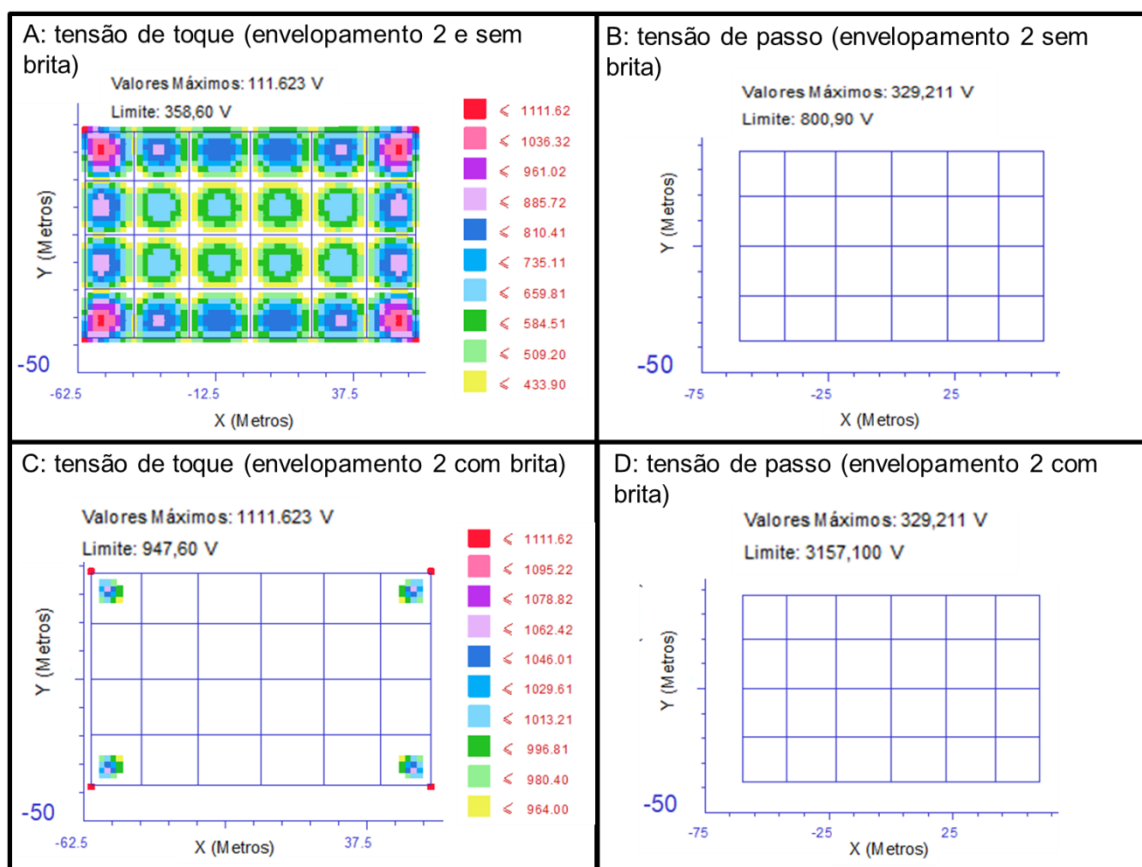 A: tensão de toque (envelopamento 2 e sem
brita)
Valores Máximos: 111.623 V
Limite: 358,60 V
⩽ 1111.62
⩽ 1036.32
⩽ 961.02
⩽ 885.72
⩽ 810.41
⩽ 735.11
⩽ 659.81
⩽ 584.51
⩽ 509.20
⩽ 433.90
Y (Metros)
-50
-62.5 -12.5 37.5
X (Metros)
B: tensão de passo (envelopamento 2 sem
brita)
Valores Máximos: 329,211 V
Limite: 800,90 V
Y (Metros)
-50
-75 -25 25
X (Metros)
C: tensão de toque (envelopamento 2 com brita)
Valores Máximos: 1111.623 V
Limite: 947,60 V
⩽ 1111.62
⩽ 1095.22
⩽ 1078.82
⩽ 1062.42
⩽ 1046.01
⩽ 1029.61
⩽ 1013.21
⩽ 996.81
⩽ 980.40
⩽ 964.00
Y (Metros)
-50
-62.5 37.5
X (Metros)
D: tensão de passo (envelopamento 2 com
brita)
Valores Máximos: 329,211 V
Limite: 3157,100 V
Y (Metros)
-50
-75 -25 25
X (Metros)